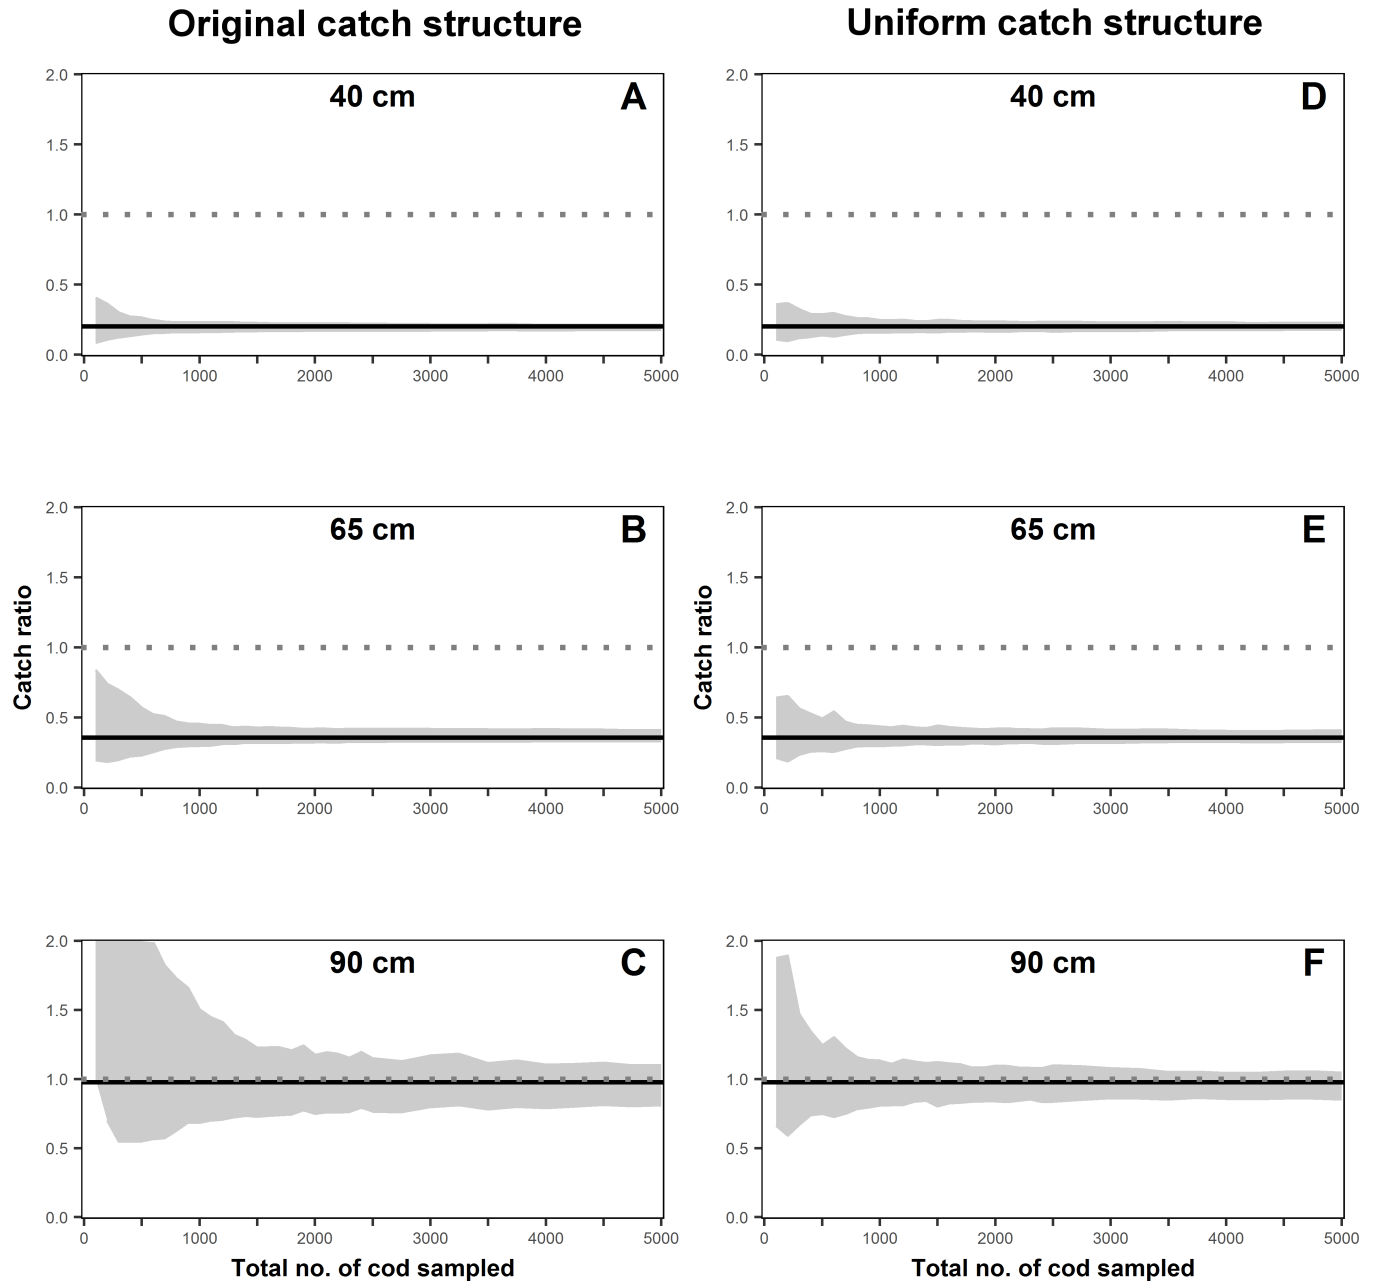 Original catch structure
Uniform catch structure
40 cm
A
2.0
1.5
1.0
0.5
0.0
0 1000 2000 3000 4000 5000
40 cm
D
2.0
1.5
1.0
0.5
0.0
0 1000 2000 3000 4000 5000
Catch ratio
65 cm
B
2.0
1.5
1.0
0.5
0.0
0 1000 2000 3000 4000 5000
Catch ratio
65 cm
E
2.0
1.5
1.0
0.5
0.0
0 1000 2000 3000 4000 5000
90 cm
C
2.0
1.5
1.0
0.5
0.0
0 1000 2000 3000 4000 5000
Total no. of cod sampled
90 cm
F
2.0
1.5
1.0
0.5
0.0
0 1000 2000 3000 4000 5000
Total no. of cod sampled